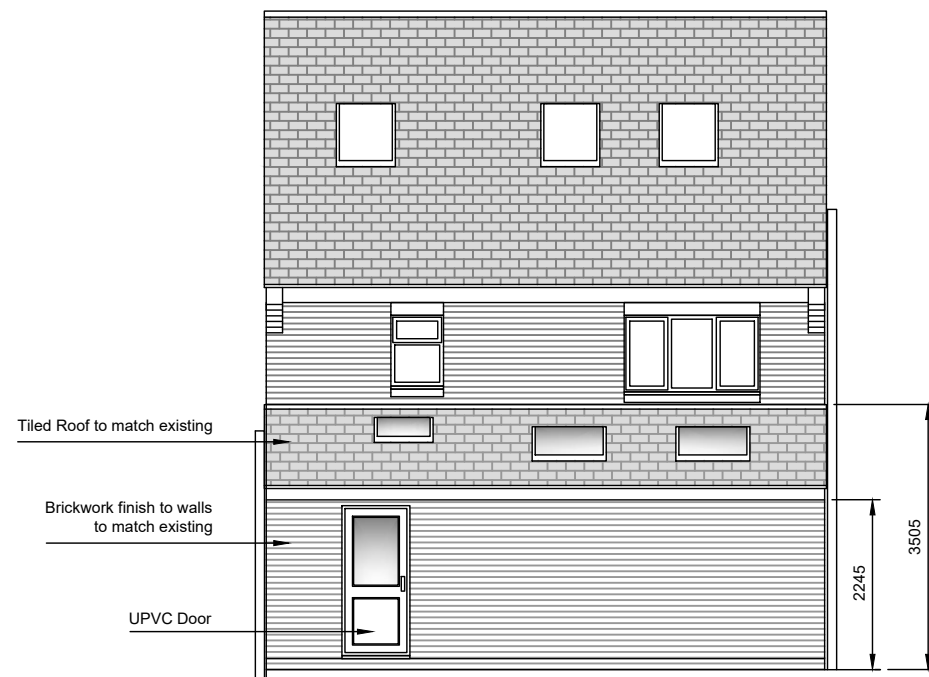 Tiled Roof to match existing
Brickwork finish to walls
to match existing
UPVC Door
2245
3505